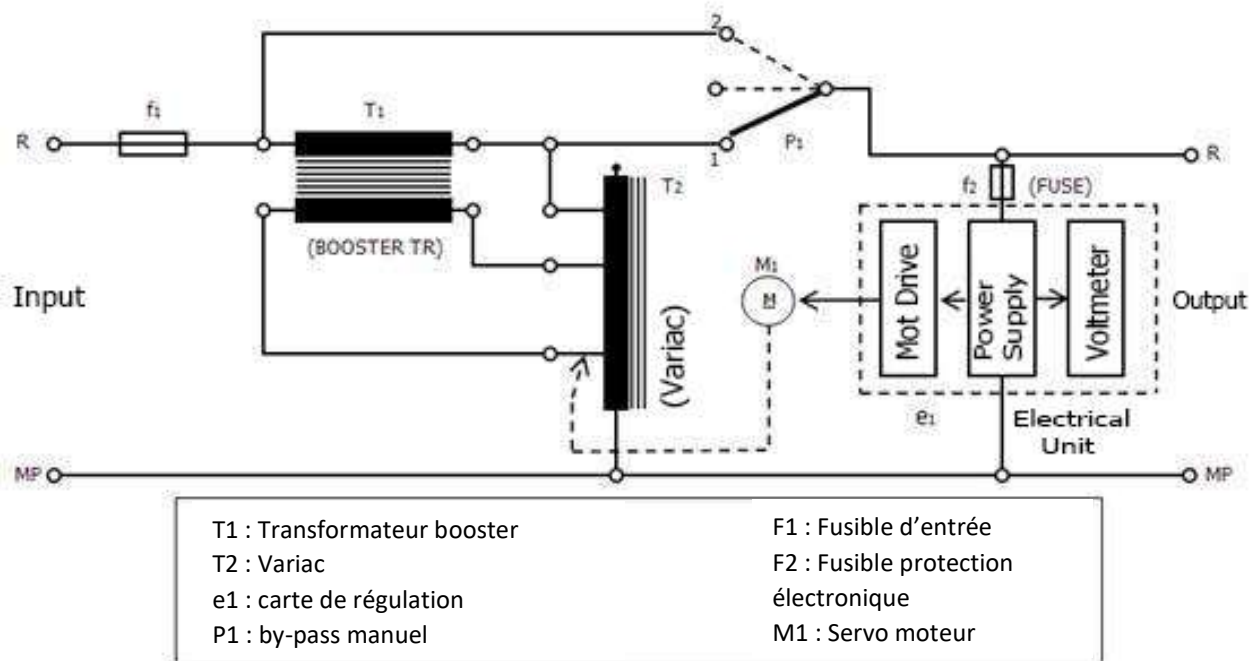 2
f1
T1
R
1
P1
R
T2
f2 (FUSE)
(BOOSTER TR)
M1
M
Mot Drive
Power
Supply
Voltmeter
Input
Output
(Variac)
e1
Electrical
Unit
MP
MP
T1 : Transformateur booster
T2 : Variac
e1 : carte de régulation
P1 : by-pass manuel
F1 : Fusible d’entrée
F2 : Fusible protection
électronique
M1 : Servo moteur